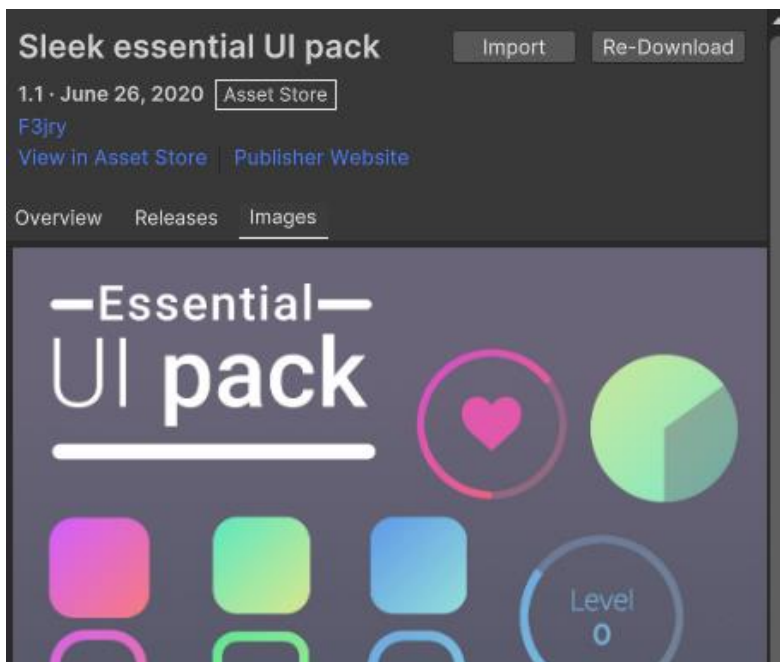 Sleek essential UI pack Import Re-Download
1.1 · June 26, 2020 Asset Store
F3jry
View in Asset Store Publisher Website
Overview Releases Images
Essential
UI pack
Level
0